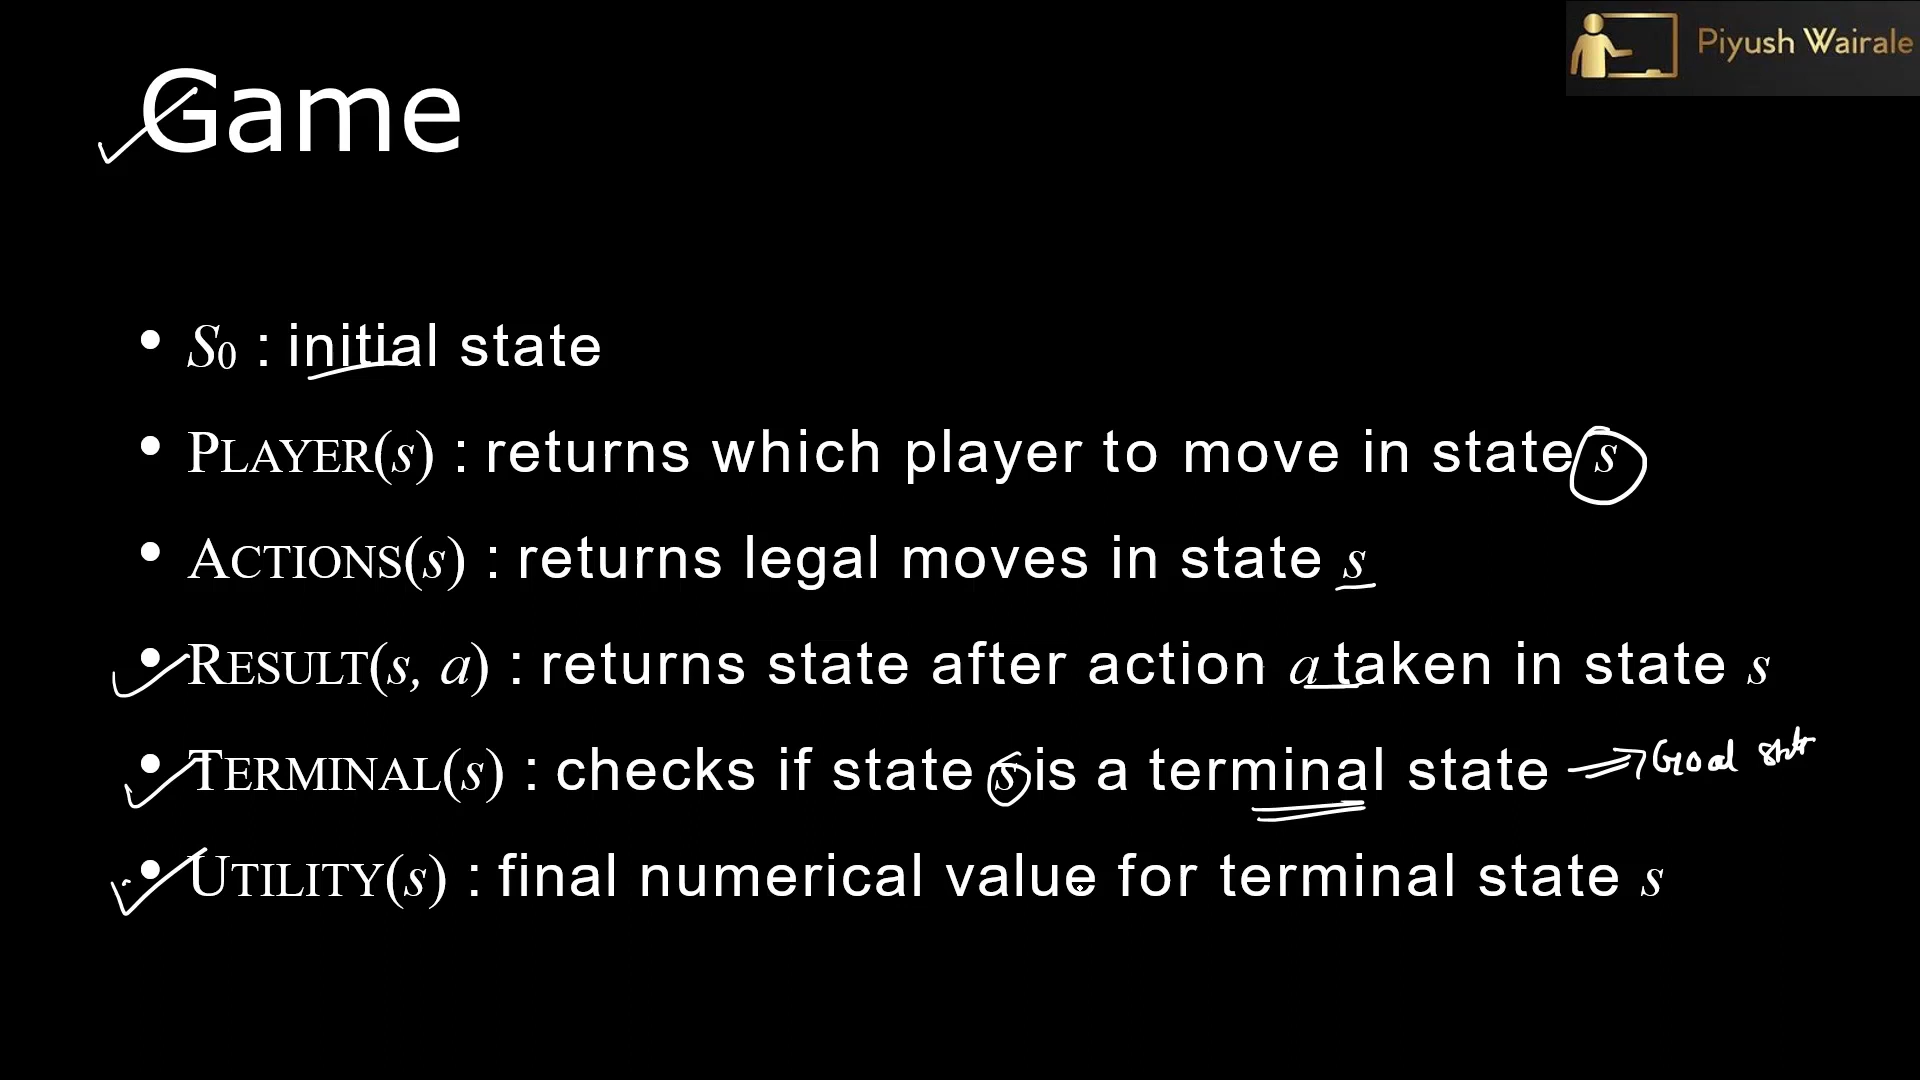 Piyush Wairale
Game
• S0 : initial state
• PLAYER(s) : returns which player to move in state s
• ACTIONS(s) : returns legal moves in state s
• RESULT(s, a) : returns state after action a taken in state s
• TERMINAL(s) : checks if state s is a terminal state → Goal state
• UTILITY(s) : final numerical value for terminal state s